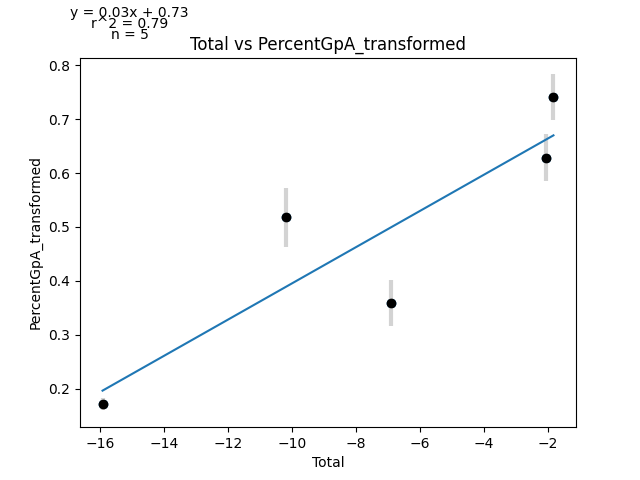 y = 0.03x + 0.73
r^2 = 0.79
n = 5
Total vs PercentGpA_transformed
PercentGpA_transformed
0.8
0.7
0.6
0.5
0.4
0.3
0.2
−16 −14 −12 −10 −8 −6 −4 −2
Total